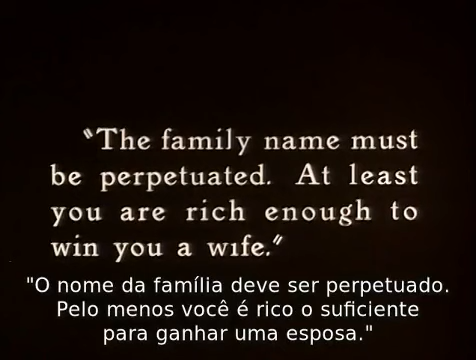 "The family name must
be perpetuated. At least
you are rich enough to
win you a wife."
"O nome da família deve ser perpetuado.
Pelo menos você é rico o suficiente
para ganhar uma esposa."